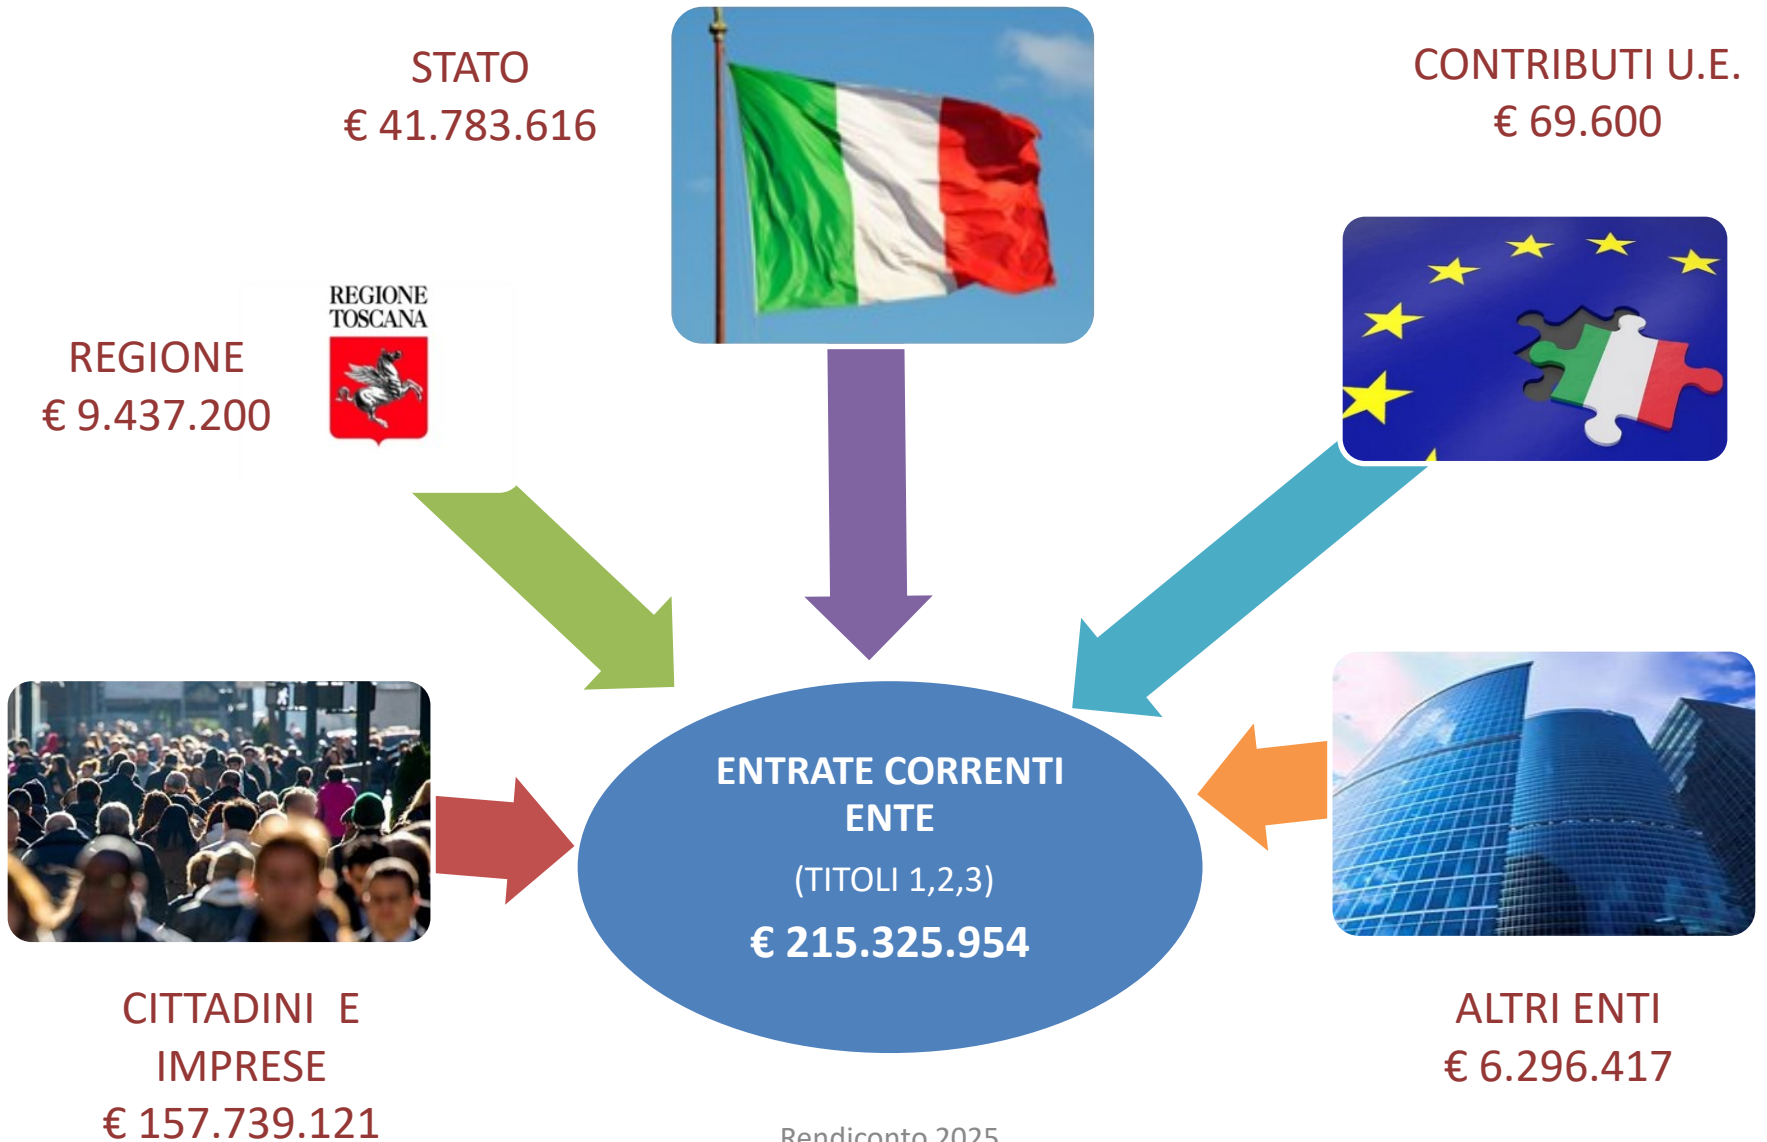 STATO
€ 41.783.616
CONTRIBUTI U.E.
€ 69.600
REGIONE
TOSCANA
REGIONE
€ 9.437.200
ENTRATE CORRENTI
ENTE
(TITOLI 1,2,3)
€ 215.325.954
CITTADINI E
IMPRESE
€ 157.739.121
ALTRI ENTI
€ 6.296.417
Rendiconto 2025